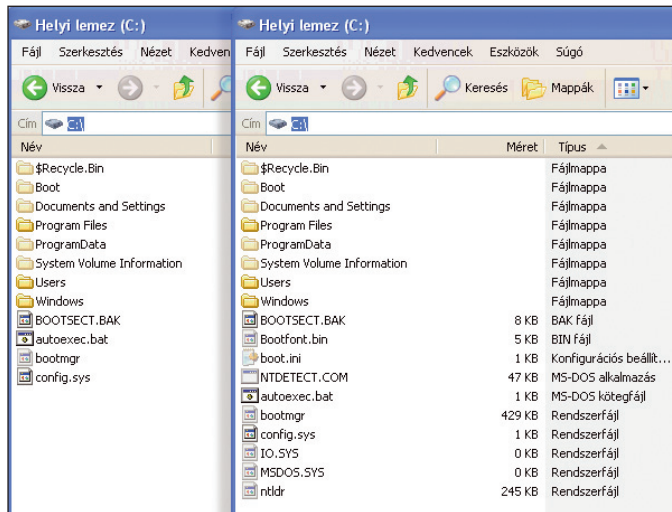 Helyi lemez (C:)
Fájl Szerkesztés Nézet Kedven
Vissza
Cím C:\
Név
$Recycle.Bin
Boot
Documents and Settings
Program Files
ProgramData
System Volume Information
Users
Windows
BOOTSECT.BAK
autoexec.bat
bootmgr
config.sys
Helyi lemez (C:)
Fájl Szerkesztés Nézet Kedvencek Eszközök Súgó
Vissza Keresés Mappák
Cím C:\
Név Méret Típus
$Recycle.Bin Fájlmappa
Boot Fájlmappa
Documents and Settings Fájlmappa
Program Files Fájlmappa
ProgramData Fájlmappa
System Volume Information Fájlmappa
Users Fájlmappa
Windows Fájlmappa
BOOTSECT.BAK 8 KB BAK fájl
Bootfont.bin 5 KB BIN fájl
boot.ini 1 KB Konfigurációs beállít...
NTDETECT.COM 47 KB MS-DOS alkalmazás
autoexec.bat 1 KB MS-DOS kötegfájl
bootmgr 429 KB Rendszerfájl
config.sys 1 KB Rendszerfájl
IO.SYS 0 KB Rendszerfájl
MSDOS.SYS 0 KB Rendszerfájl
ntldr 245 KB Rendszerfájl